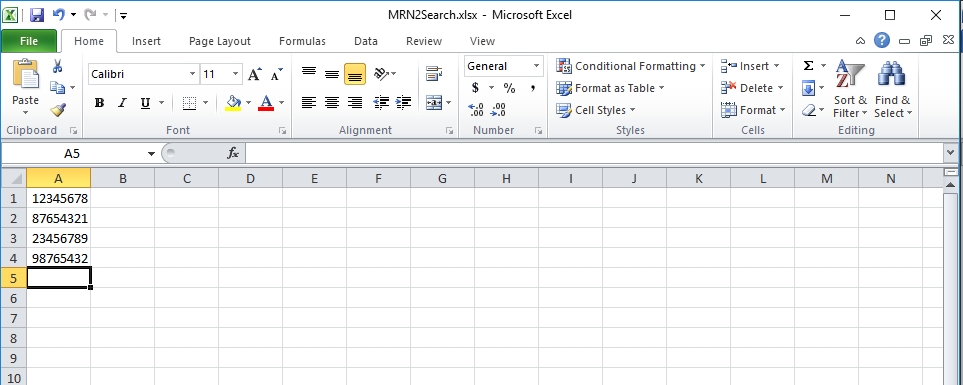 MRN2Search.xlsx - Microsoft Excel
File Home Insert Page Layout Formulas Data Review View
Calibri 11 General Conditional Formatting Insert Σ
Paste B I U A A A $ % , Format as Table Delete Sort & Filter Find & Select
.00 .0 Cell Styles Format
Clipboard Font Alignment Number Styles Cells Editing
A5 fx
A B C D E F G H I J K L M N
1 12345678
2 87654321
3 23456789
4 98765432
5
6
7
8
9
10